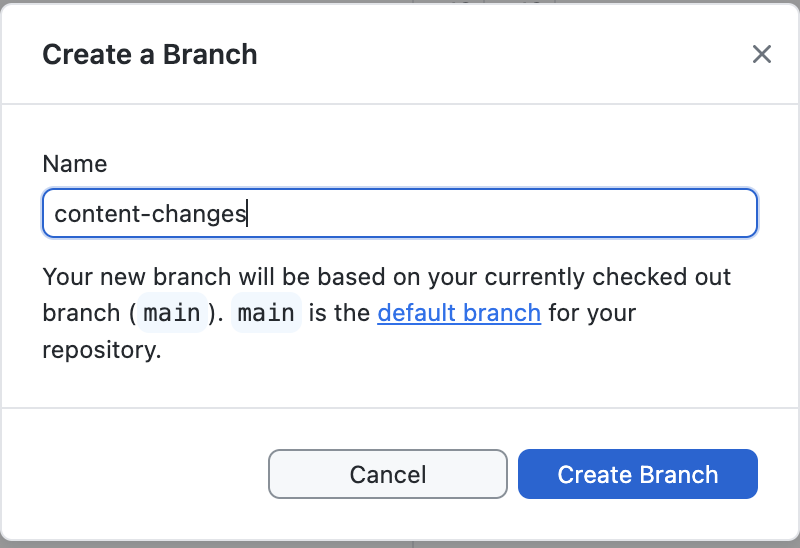 Create a Branch
Name
content-changes
Your new branch will be based on your currently checked out
branch (main). main is the default branch for your
repository.
Cancel
Create Branch